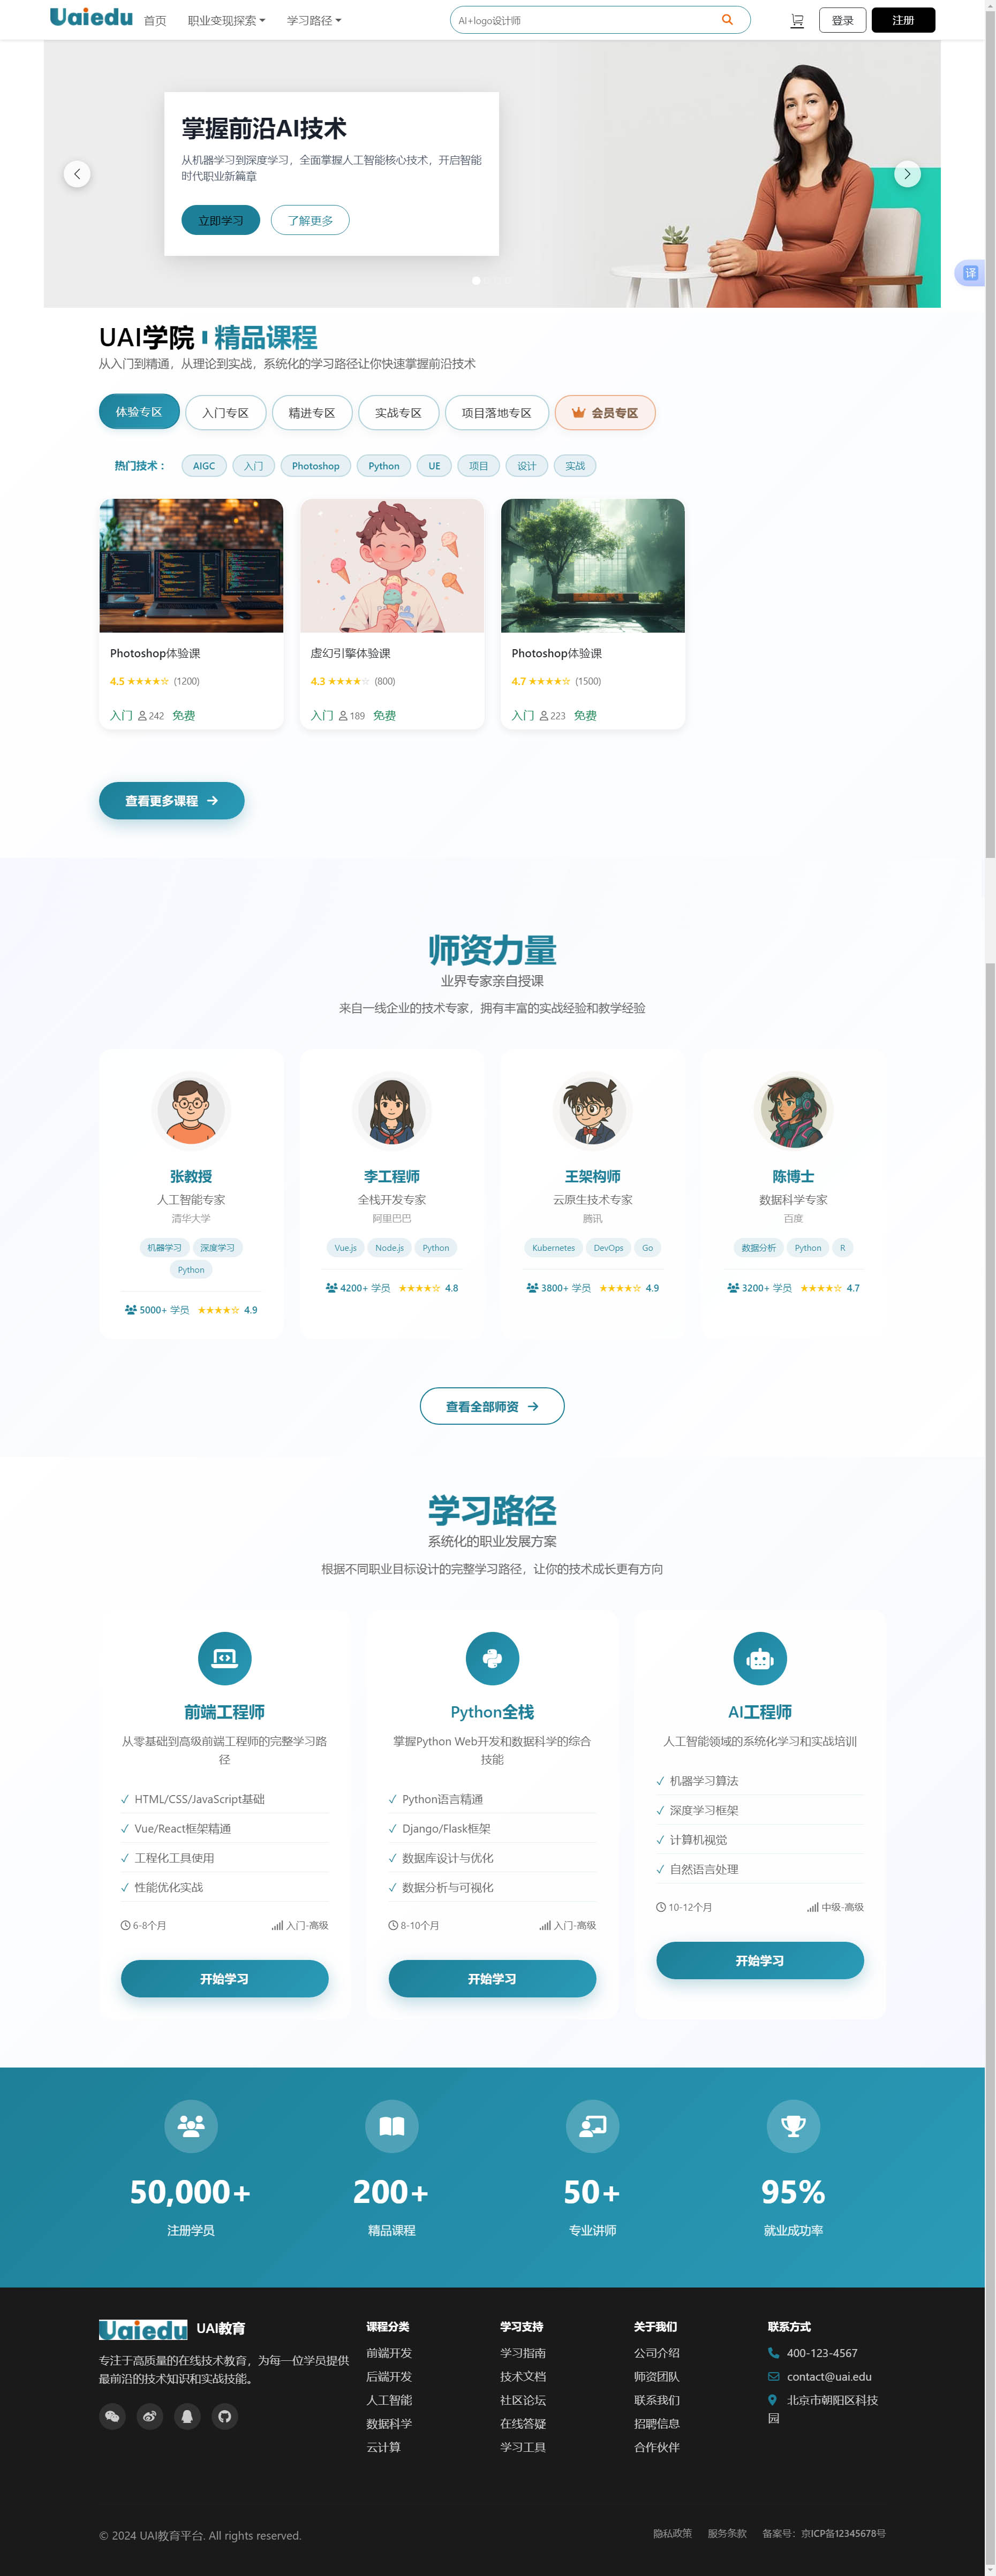 Uaiedu 首页 职业变现探索 学习路径 AI+logo设计师 登录 注册
掌握前沿AI技术
从机器学习到深度学习，全面掌握人工智能核心技术，开启智能
时代职业新篇章
立即学习 了解更多
译
UAI学院 精品课程
从入门到精通，从理论到实战，系统化的学习路径让你快速掌握前沿技术
体验专区 入门专区 精进专区 实战专区 项目落地专区 会员专区
热门技术： AIGC 入门 Photoshop Python UE 项目 设计 实战
Photoshop体验课
4.5 ★★★★☆ (1200)
入门 242 免费
虚幻引擎体验课
4.3 ★★★★☆ (800)
入门 189 免费
Photoshop体验课
4.7 ★★★★☆ (1500)
入门 223 免费
查看更多课程 →
师资力量
业界专家亲自授课
来自一线企业的技术专家，拥有丰富的实战经验和教学经验
张教授
人工智能专家
清华大学
机器学习 深度学习
Python
5000+ 学员 ★★★★☆ 4.9
李工程师
全栈开发专家
阿里巴巴
Vue.js Node.js Python
4200+ 学员 ★★★★☆ 4.8
王架构师
云原生技术专家
腾讯
Kubernetes DevOps Go
3800+ 学员 ★★★★☆ 4.9
陈博士
数据科学专家
百度
数据分析 Python R
3200+ 学员 ★★★★☆ 4.7
查看全部师资 →
学习路径
系统化的职业发展方案
根据不同职业目标设计的完整学习路径，让你的技术成长更有方向
前端工程师
从零基础到高级前端工程师的完整学习路
径
✓ HTML/CSS/JavaScript基础
✓ Vue/React框架精通
✓ 工程化工具使用
✓ 性能优化实战
6-8个月 入门-高级
开始学习
Python全栈
掌握Python Web开发和数据科学的综合
技能
✓ Python语言精通
✓ Django/Flask框架
✓ 数据库设计与优化
✓ 数据分析与可视化
8-10个月 入门-高级
开始学习
AI工程师
人工智能领域的系统化学习和实战培训
✓ 机器学习算法
✓ 深度学习框架
✓ 计算机视觉
✓ 自然语言处理
10-12个月 中级-高级
开始学习
50,000+
注册学员
200+
精品课程
50+
专业讲师
95%
就业成功率
Uaiedu UAI教育
专注于高质量的在线技术教育，为每一位学员提供
最前沿的技术知识和实战技能。
课程分类
前端开发
后端开发
人工智能
数据科学
云计算
学习支持
学习指南
技术文档
社区论坛
在线答疑
学习工具
关于我们
公司介绍
师资团队
联系我们
招聘信息
合作伙伴
联系方式
400-123-4567
contact@uai.edu
北京市朝阳区科技
园
© 2024 UAI教育平台. All rights reserved.
隐私政策 服务条款 备案号：京ICP备12345678号